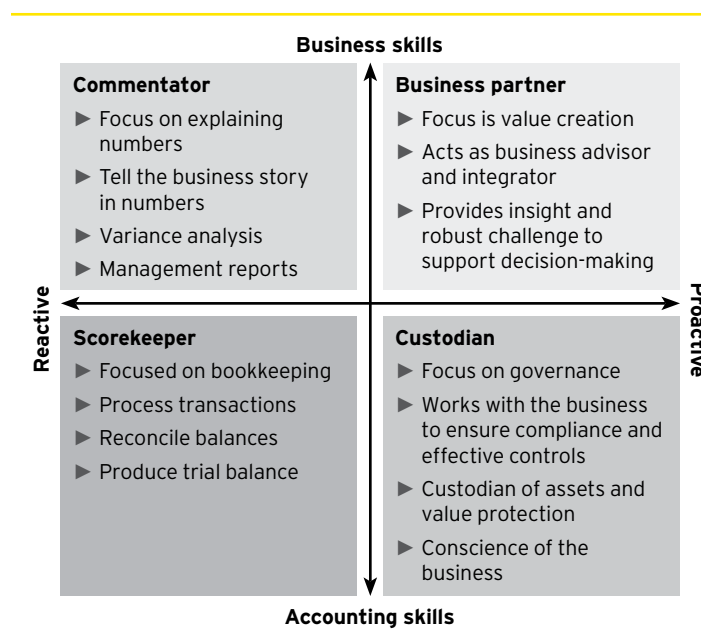 Business skills
Commentator
► Focus on explaining
numbers
► Tell the business story
in numbers
► Variance analysis
► Management reports
Business partner
► Focus is value creation
► Acts as business advisor
and integrator
► Provides insight and
robust challenge to
support decision-making
Reactive
Proactive
Scorekeeper
► Focused on bookkeeping
► Process transactions
► Reconcile balances
► Produce trial balance
Custodian
► Focus on governance
► Works with the business
to ensure compliance and
effective controls
► Custodian of assets and
value protection
► Conscience of the
business
Accounting skills